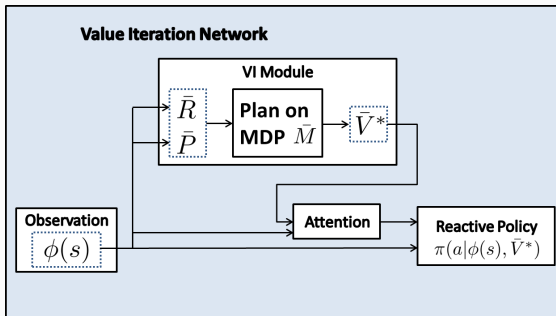 Value Iteration Network
VI Module
R̄
P̄
Plan on
MDP M̄
V̄*
Observation
ϕ(s)
Attention
Reactive Policy
π(a|ϕ(s), V̄*)